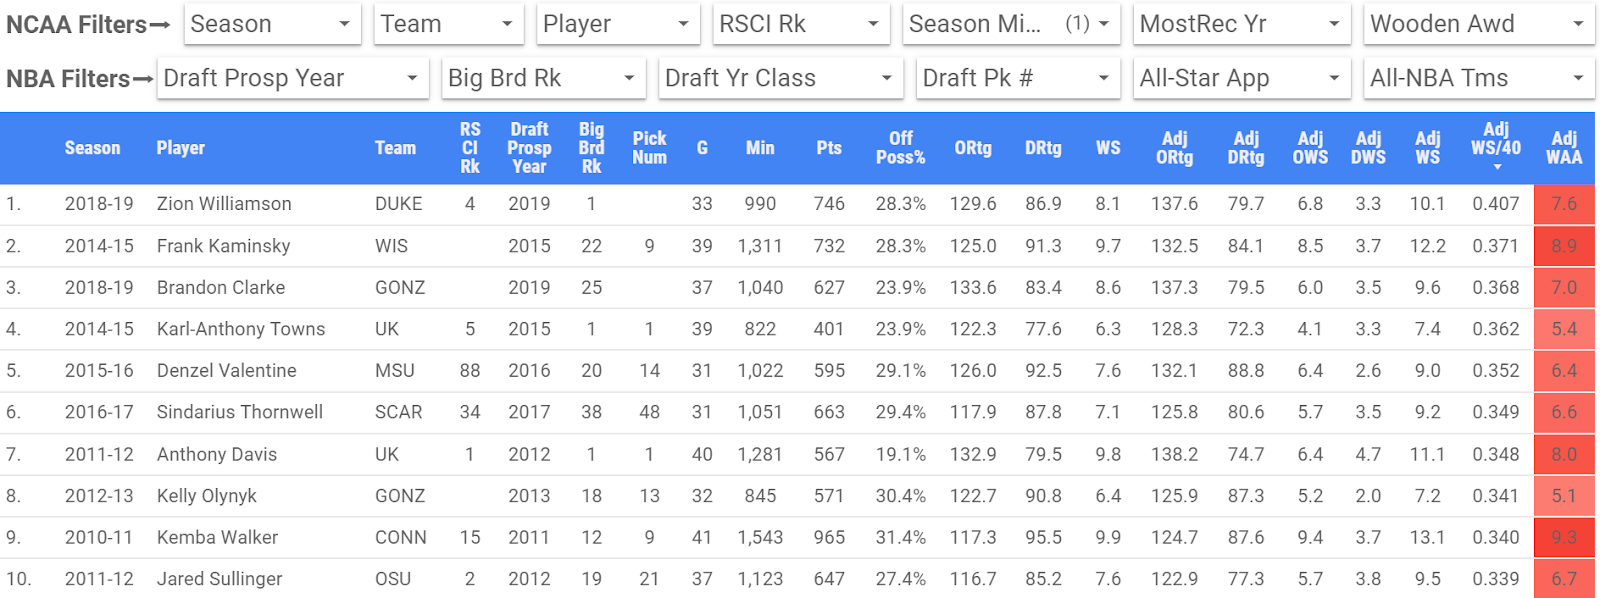 NCAA Filters→ Season Team Player RSCI Rk Season Mi... (1) MostRec Yr Wooden Awd
NBA Filters→ Draft Prosp Year Big Brd Rk Draft Yr Class Draft Pk # All-Star App All-NBA Tms
Season Player Team RS CI Rk Draft Prosp Year Big Brd Rk Pick Num G Min Pts Off Poss% ORtg DRtg WS Adj ORtg Adj DRtg Adj OWS Adj DWS Adj WS Adj WS/40 Adj WAA
1. 2018-19 Zion Williamson DUKE 4 2019 1 33 990 746 28.3% 129.6 86.9 8.1 137.6 79.7 6.8 3.3 10.1 0.407 7.6
2. 2014-15 Frank Kaminsky WIS 2015 22 9 39 1,311 732 28.3% 125.0 91.3 9.7 132.5 84.1 8.5 3.7 12.2 0.371 8.9
3. 2018-19 Brandon Clarke GONZ 2019 25 37 1,040 627 23.9% 133.6 83.4 8.6 137.3 79.5 6.0 3.5 9.6 0.368 7.0
4. 2014-15 Karl-Anthony Towns UK 5 2015 1 1 39 822 401 23.9% 122.3 77.6 6.3 128.3 72.3 4.1 3.3 7.4 0.362 5.4
5. 2015-16 Denzel Valentine MSU 88 2016 20 14 31 1,022 595 29.1% 126.0 92.5 7.6 132.1 88.8 6.4 2.6 9.0 0.352 6.4
6. 2016-17 Sindarius Thornwell SCAR 34 2017 38 48 31 1,051 663 29.4% 117.9 87.8 7.1 125.8 80.6 5.7 3.5 9.2 0.349 6.6
7. 2011-12 Anthony Davis UK 1 2012 1 1 40 1,281 567 19.1% 132.9 79.5 9.8 138.2 74.7 6.4 4.7 11.1 0.348 8.0
8. 2012-13 Kelly Olynyk GONZ 2013 18 13 32 845 571 30.4% 122.7 90.8 6.4 125.9 87.3 5.2 2.0 7.2 0.341 5.1
9. 2010-11 Kemba Walker CONN 15 2011 12 9 41 1,543 965 31.4% 117.3 95.5 9.9 124.7 87.6 9.4 3.7 13.1 0.340 9.3
10. 2011-12 Jared Sullinger OSU 2 2012 19 21 37 1,123 647 27.4% 116.7 85.2 7.6 122.9 77.3 5.7 3.8 9.5 0.339 6.7